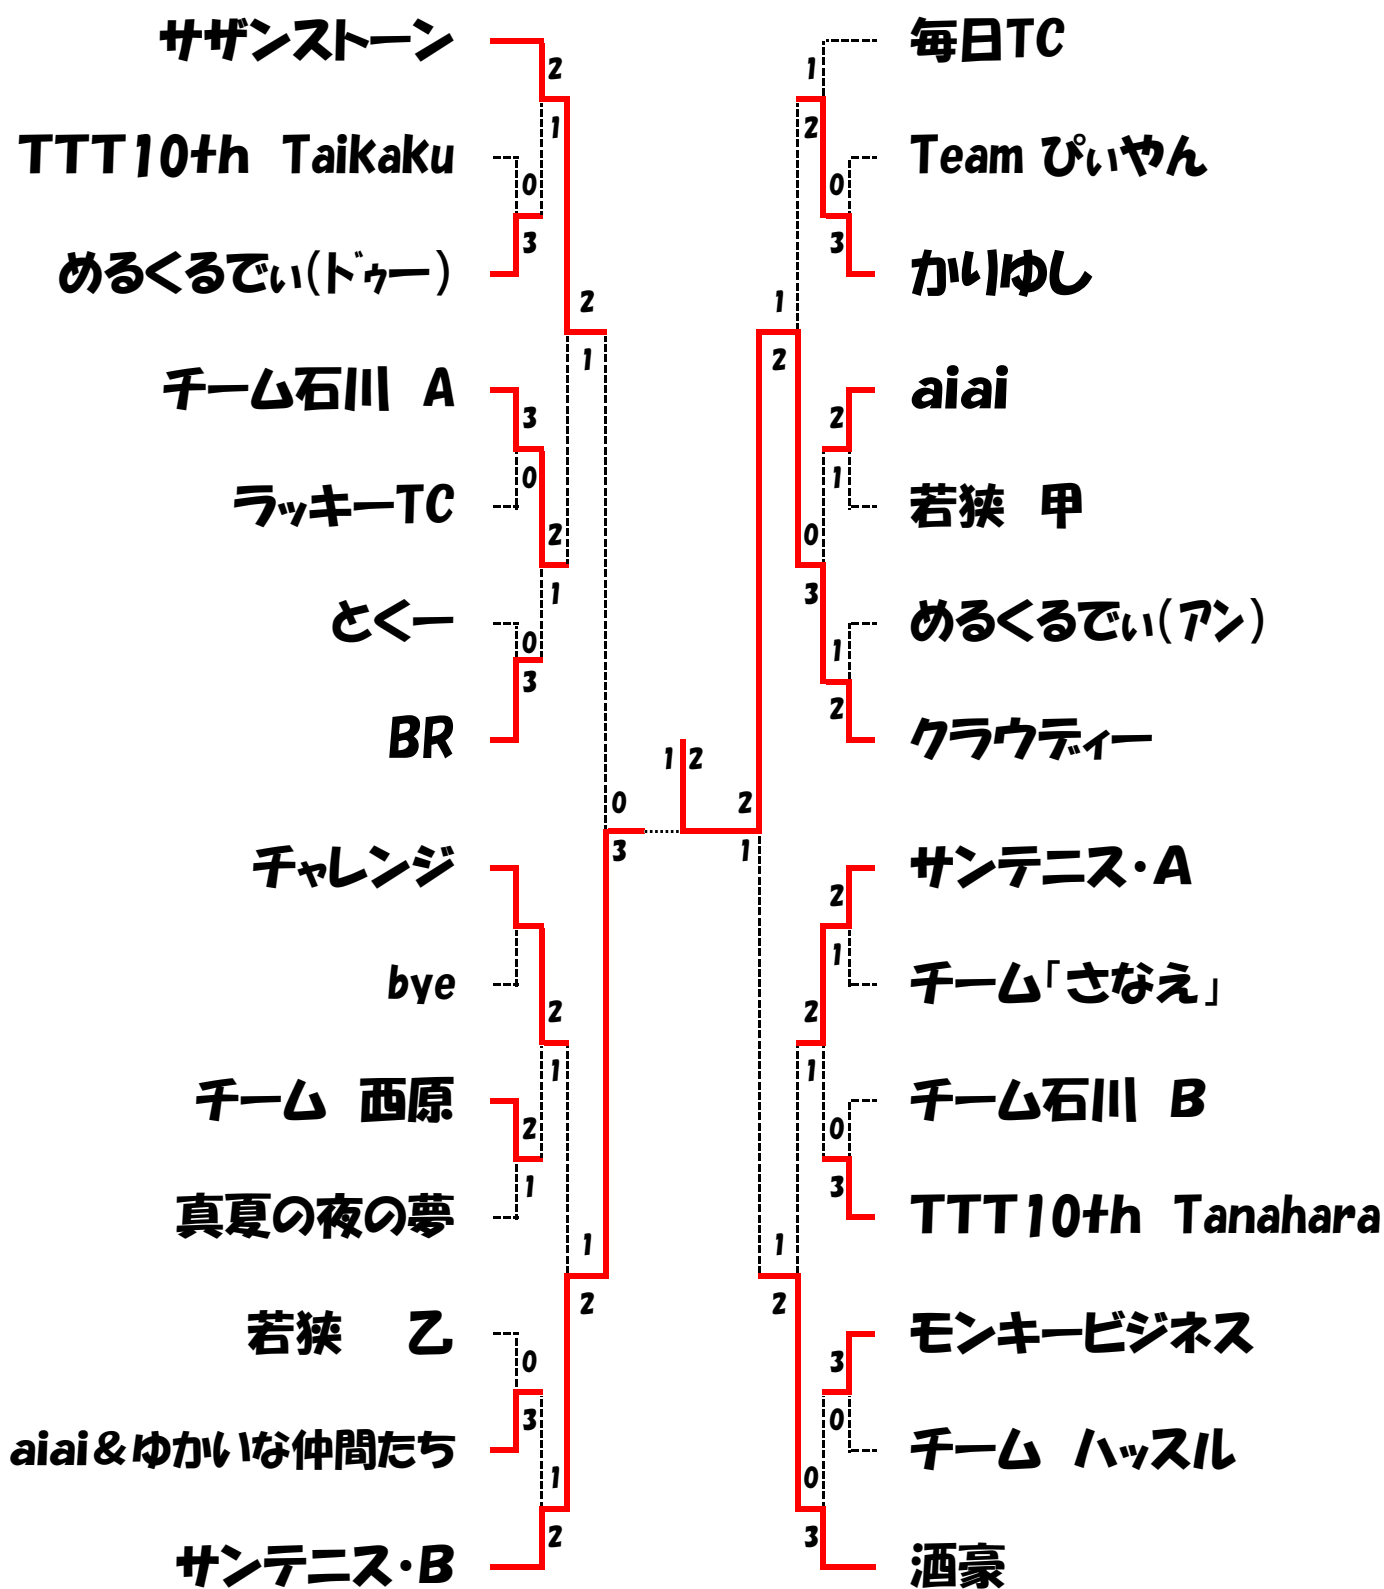 サザンストーン
2
1
TTT10th Taikaku
0
3
めるくるでぃ(ドゥー)
2
1
チーム石川 A
3
0
ラッキーTC
2
1
とくー
0
3
BR
0
3
チャレンジ
bye
2
1
チーム 西原
2
1
真夏の夜の夢
1
2
若狭 乙
0
3
aiai&ゆかいな仲間たち
1
2
サンテニス・B
1 2
毎日TC
1
2
Team ぴぃやん
0
3
かりゆし
1
2
aiai
2
1
若狭 甲
0
3
めるくるでぃ(アン)
1
2
クラウディー
2
1
サンテニス・A
2
1
チーム「さなえ」
2
1
チーム石川 B
0
3
TTT10th Tanahara
1
2
モンキービジネス
3
0
チーム ハッスル
0
3
酒豪